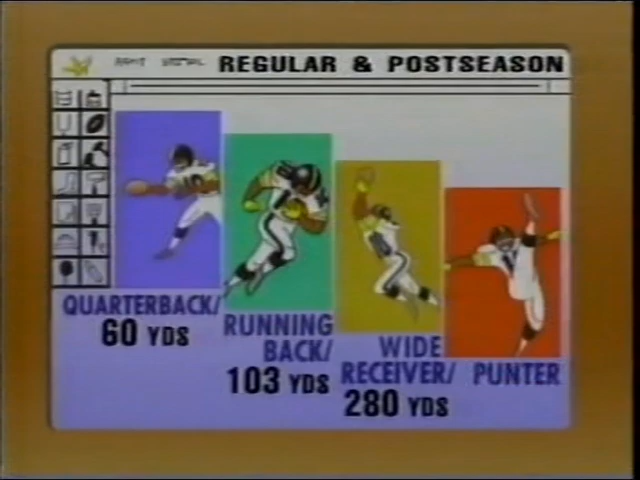 REGULAR & POSTSEASON
QUARTERBACK/
60 YDS
RUNNING
BACK/
103 YDS
WIDE
RECEIVER/
280 YDS
PUNTER